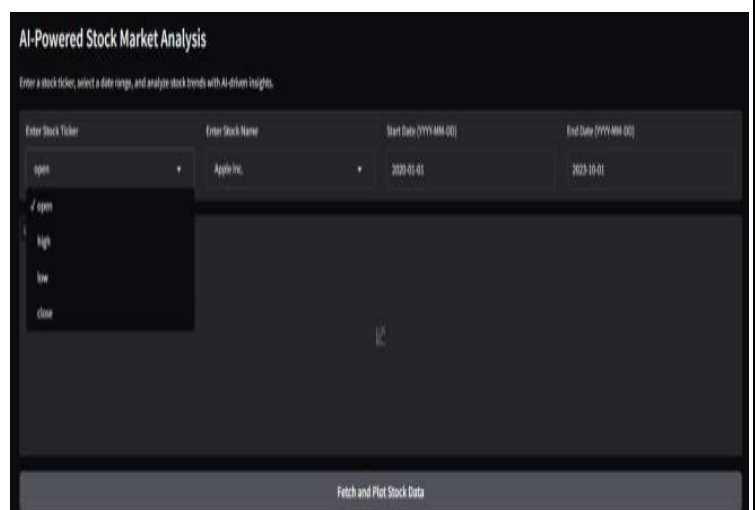 AI-Powered Stock Market Analysis
Enter a stock ticker, select a date range, and analyze stock trends with AI-driven insights.
Enter Stock Ticker Enter Stock Name Start Date (YYYY-MM-DD) End Date (YYYY-MM-DD)
open Apple Inc. 2020-01-01 2023-10-01
✓ open
high
low
close
Fetch and Plot Stock Data